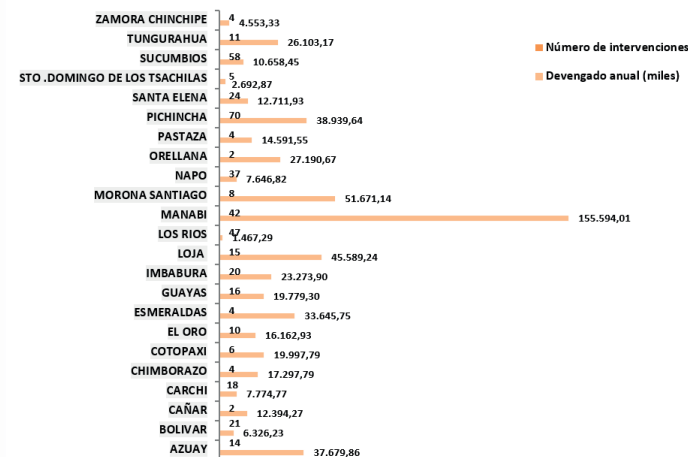 ZAMORA CHINCHIPE 4 4.553,33
TUNGURAHUA 11 26.103,17
SUCUMBIOS 58 10.658,45
STO .DOMINGO DE LOS TSACHILAS 5 2.692,87
SANTA ELENA 24 12.711,93
PICHINCHA 70 38.939,64
PASTAZA 4 14.591,55
ORELLANA 2 27.190,67
NAPO 37 7.646,82
MORONA SANTIAGO 8 51.671,14
MANABI 42 155.594,01
LOS RIOS 47 1.467,29
LOJA 15 45.589,24
IMBABURA 20 23.273,90
GUAYAS 16 19.779,30
ESMERALDAS 4 33.645,75
EL ORO 10 16.162,93
COTOPAXI 6 19.997,79
CHIMBORAZO 4 17.297,79
CARCHI 18 7.774,77
CAÑAR 2 12.394,27
BOLIVAR 21 6.326,23
AZUAY 14 37.679,86
Número de intervenciones
Devengado anual (miles)